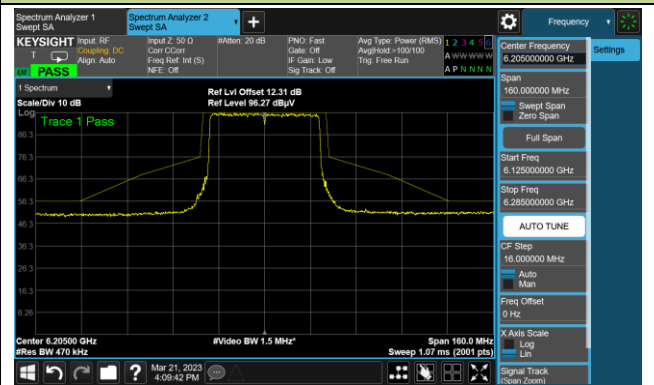 Spectrum Analyzer 1
Swept SA
Spectrum Analyzer 2
Swept SA
Frequency
KEYSIGHT
Input: RF
Coupling: DC
Align: Auto
Input Z: 50 Ω
Corr CCorr
Freq Ref: Int (S)
NFE: Off
#Atten: 20 dB
PNO: Fast
Gate: Off
IF Gain: Low
Sig Track: Off
Avg Type: Power (RMS)
Avg|Hold >100/100
Trig: Free Run
1 2 3 4 5 6
A W W W W W
A P N N N N
PASS
1 Spectrum
Scale/Div 10 dB
Ref Lvl Offset 12.31 dB
Ref Level 96.27 dBµV
Log
Trace 1 Pass
86.3
76.3
66.3
56.3
46.3
36.3
26.3
16.3
6.26
Center 6.20500 GHz
#Res BW 470 kHz
#Video BW 1.5 MHz*
Span 160.0 MHz
Sweep 1.07 ms (2001 pts)
Mar 21, 2023
4:09:42 PM
Center Frequency
6.205000000 GHz
Settings
Span
160.000000 MHz
Swept Span
Zero Span
Full Span
Start Freq
6.125000000 GHz
Stop Freq
6.285000000 GHz
AUTO TUNE
CF Step
16.000000 MHz
Auto
Man
Freq Offset
0 Hz
X Axis Scale
Log
Lin
Signal Track
(Span Zoom)